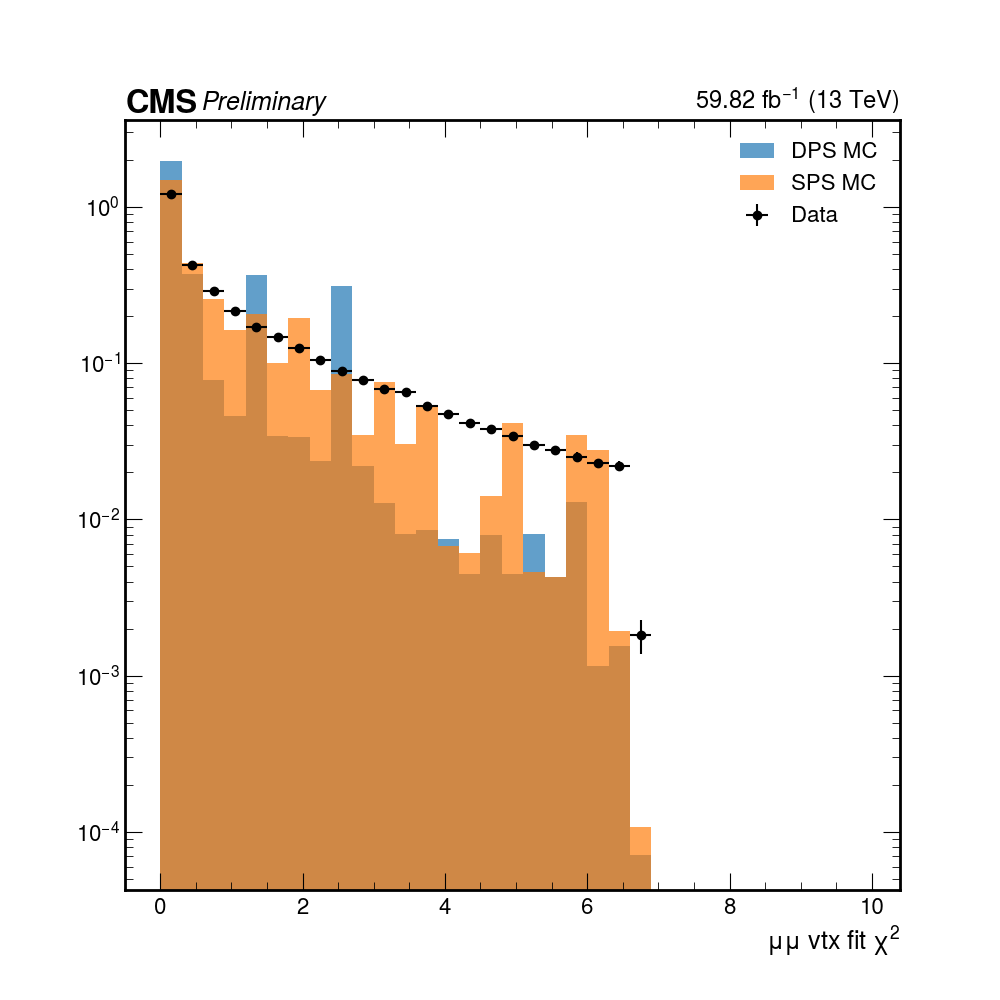 CMS Preliminary 59.82 fb⁻¹ (13 TeV)
DPS MC
SPS MC
Data
10⁰
10⁻¹
10⁻²
10⁻³
10⁻⁴
0 2 4 6 8 10
μμ vtx fit χ²